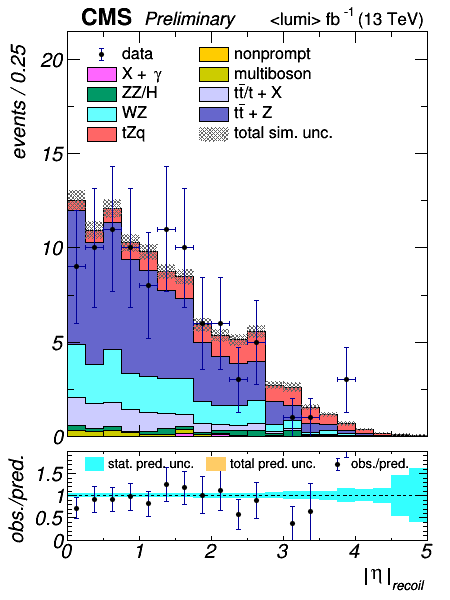 CMS Preliminary <lumi> fb⁻¹ (13 TeV)
events / 0.25
20
15
10
5
0
data
X + γ
ZZ/H
WZ
tZq
nonprompt
multiboson
tt̄/t + X
tt̄ + Z
total sim. unc.
obs./pred.
1.5
1
0.5
0
stat. pred. unc. total pred. unc. obs./pred.
0 1 2 3 4 5
|η|recoil